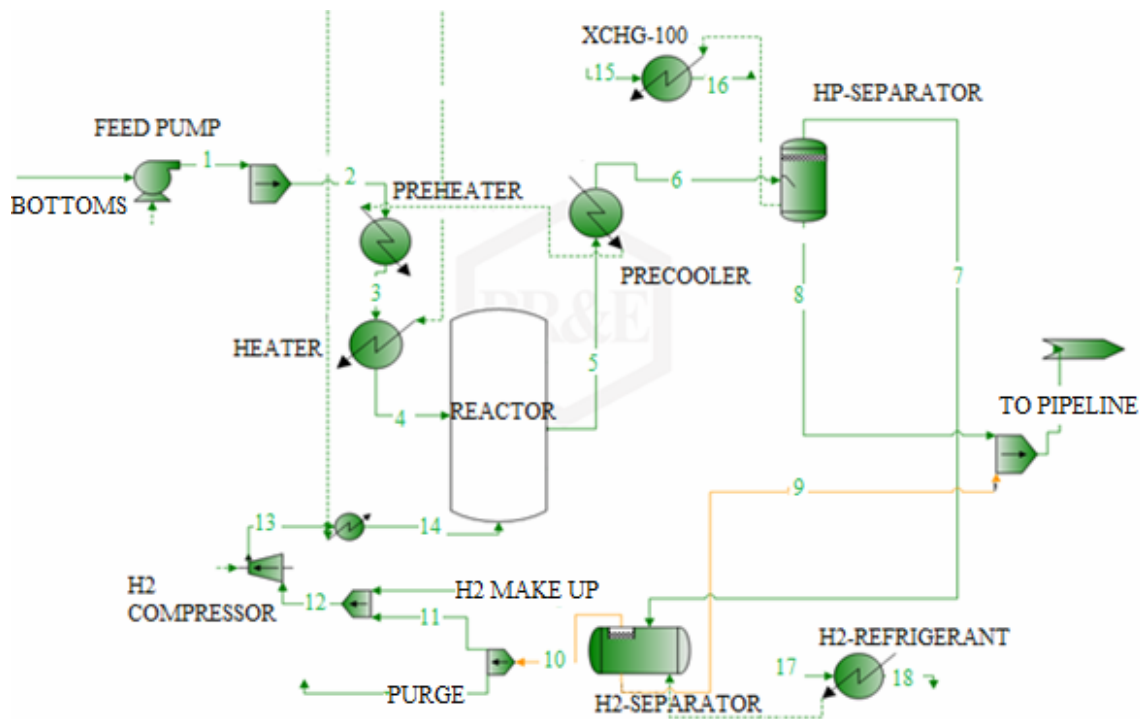 XCHG-100
15
16
HP-SEPARATOR
FEED PUMP
1
2
PREHEATER
6
BOTTOMS
PRECOOLER
7
3
8
PR&E
HEATER
5
TO PIPELINE
4
REACTOR
9
13
14
H2
COMPRESSOR
12
H2 MAKE UP
11
H2-REFRIGERANT
10
17
18
PURGE
H2-SEPARATOR